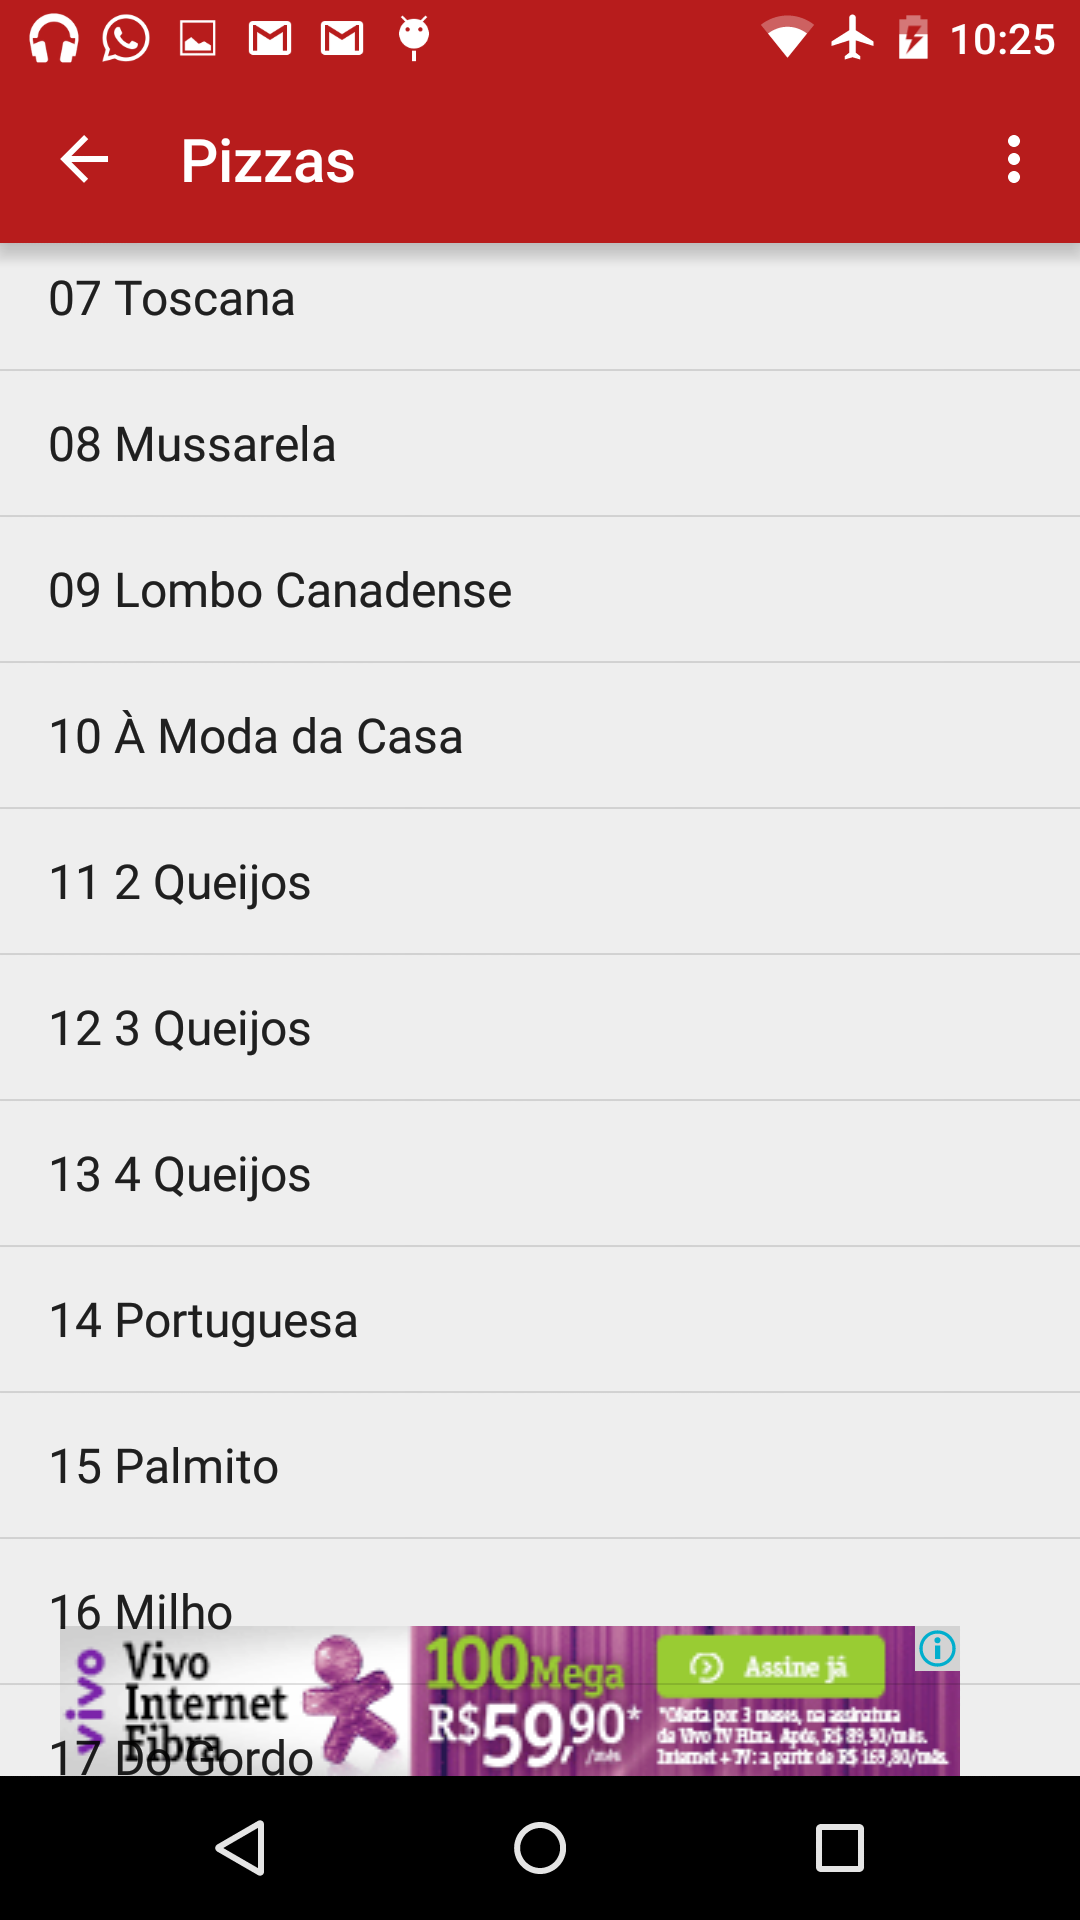 10:25
Pizzas
07 Toscana
08 Mussarela
09 Lombo Canadense
10 À Moda da Casa
11 2 Queijos
12 3 Queijos
13 4 Queijos
14 Portuguesa
15 Palmito
16 Milho
vivo
Vivo
Internet
Fibra
100Mega
R$59,90*
/mês
Assine já
*Oferta por 3 meses, na assinatura
da Vivo TV Fibra. Após, R$ 89,90/mês.
Internet + TV: a partir de R$ 169,80/mês.
17 Do Gordo